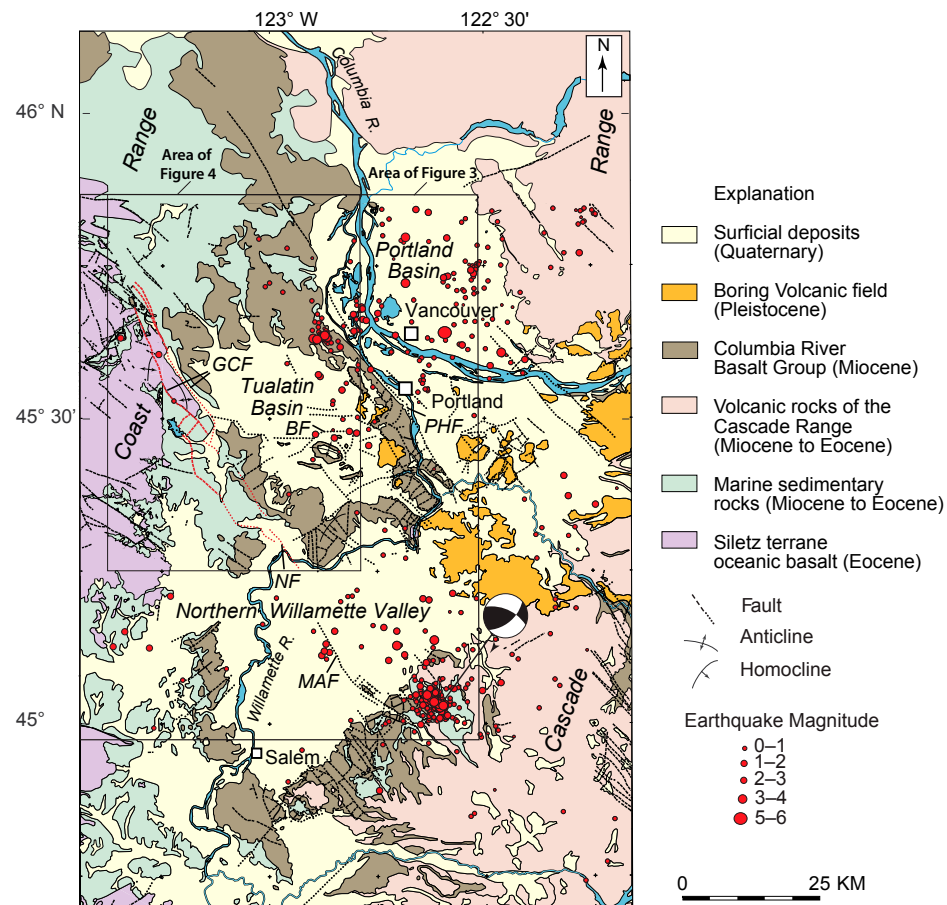 123° W
122° 30'
N
46° N
Columbia R.
Range
Range
Area of
Figure 4
Area of Figure 3
Portland
Basin
Vancouver
GCF
Tualatin
Basin
BF
Portland
PHF
45° 30'
Coast
NF
Northern Willamette Valley
MAF
Willamette R.
45°
Salem
Cascade
Explanation
Surficial deposits
(Quaternary)
Boring Volcanic field
(Pleistocene)
Columbia River
Basalt Group (Miocene)
Volcanic rocks of the
Cascade Range
(Miocene to Eocene)
Marine sedimentary
rocks (Miocene to Eocene)
Siletz terrane
oceanic basalt (Eocene)
Fault
Anticline
Homocline
Earthquake Magnitude
0–1
1–2
2–3
3–4
5–6
0 25 KM